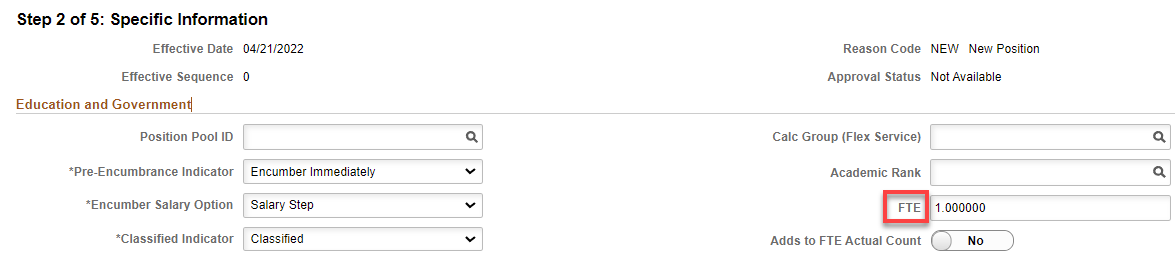 Step 2 of 5: Specific Information
Effective Date 04/21/2022 Reason Code NEW New Position
Effective Sequence 0 Approval Status Not Available
Education and Government
Position Pool ID Calc Group (Flex Service)
*Pre-Encumbrance Indicator Encumber Immediately Academic Rank
*Encumber Salary Option Salary Step FTE 1.000000
*Classified Indicator Classified Adds to FTE Actual Count No